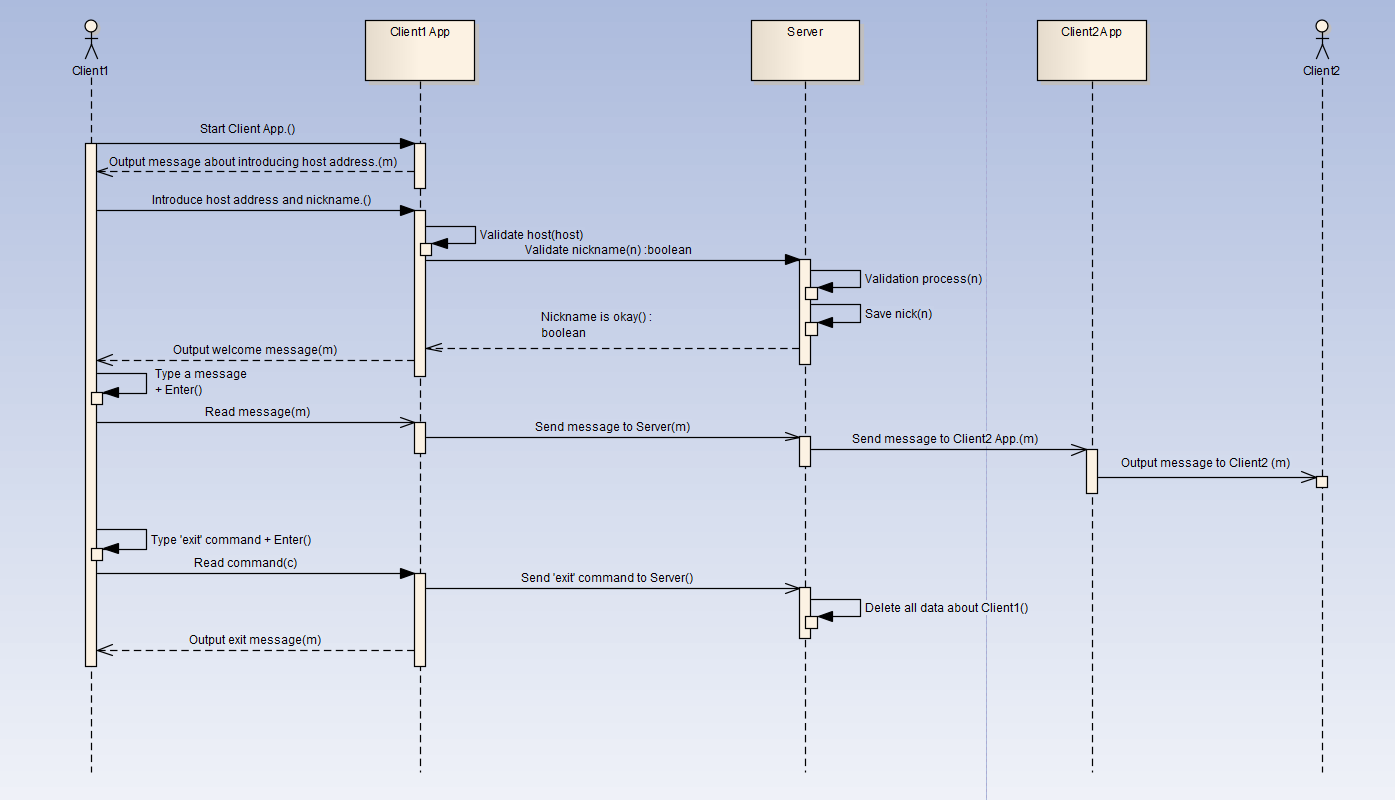 Client1
Client1 App
Server
Client2App
Client2
Start Client App.()
Output message about introducing host address.(m)
Introduce host address and nickname.()
Validate host(host)
Validate nickname(n) :boolean
Validation process(n)
Save nick(n)
Nickname is okay() :
boolean
Output welcome message(m)
Type a message
+ Enter()
Read message(m)
Send message to Server(m)
Send message to Client2 App.(m)
Output message to Client2 (m)
Type 'exit' command + Enter()
Read command(c)
Send 'exit' command to Server()
Delete all data about Client1()
Output exit message(m)